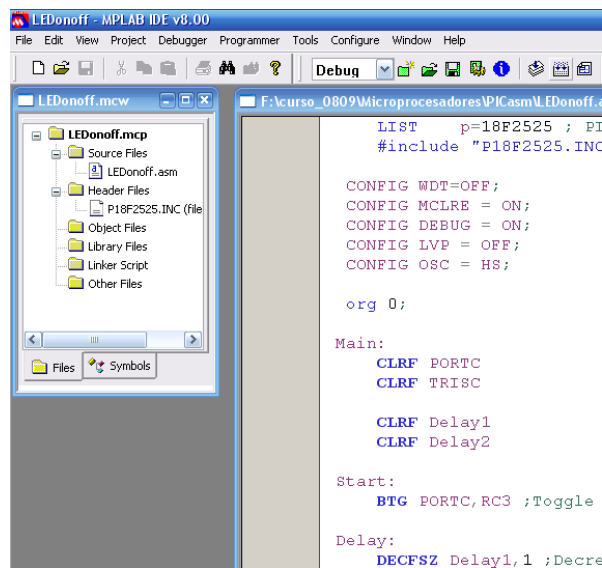 LEDonoff - MPLAB IDE v8.00
File Edit View Project Debugger Programmer Tools Configure Window Help
Debug
LEDonoff.mcw
F:\curso_0809\Microprocesadores\PICasm\LEDonoff.a
LEDonoff.mcp
Source Files
LEDonoff.asm
Header Files
P18F2525.INC (file
Object Files
Library Files
Linker Script
Other Files
Files Symbols
LIST p=18F2525 ; PI
#include "P18F2525.INC
CONFIG WDT=OFF;
CONFIG MCLRE = ON;
CONFIG DEBUG = ON;
CONFIG LVP = OFF;
CONFIG OSC = HS;
org 0;
Main:
CLRF PORTC
CLRF TRISC
CLRF Delay1
CLRF Delay2
Start:
BTG PORTC,RC3 ;Toggle
Delay:
DECFSZ Delay1,1 ;Decre